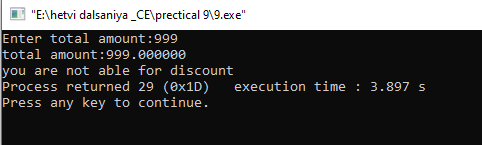 "E:\hetvi dalsaniya _CE\prectical 9\9.exe"
Enter total amount:999
total amount:999.000000
you are not able for discount
Process returned 29 (0x1D)   execution time : 3.897 s
Press any key to continue.